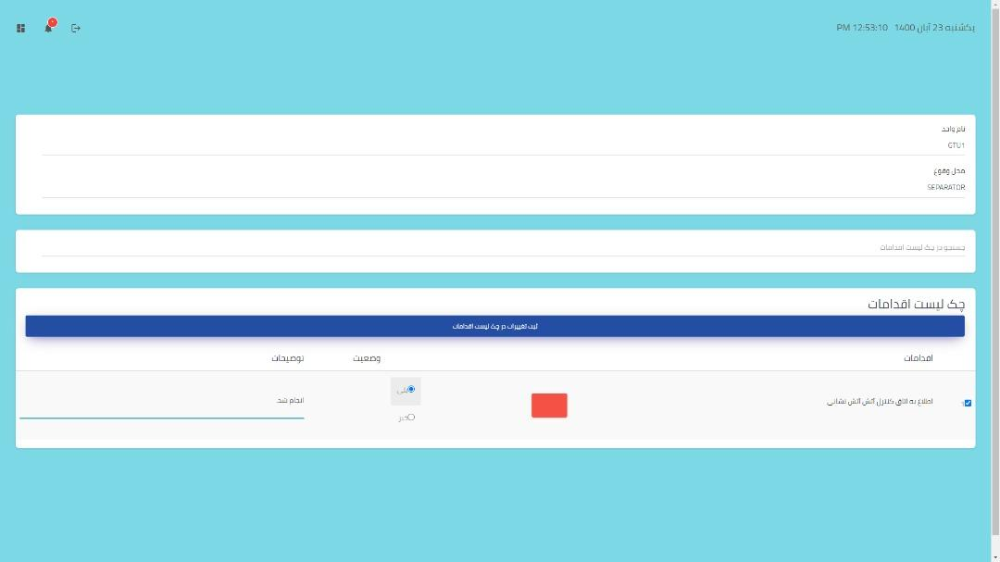 یکشنبه 23 آبان 1400 12:53:10 PM
نام واحد
GTU1
محل وقوع
SEPARATOR
جستجو در چک لیست اقدامات
چک لیست اقدامات
ثبت تغییرات در چک لیست اقدامات
اقدامات وضعیت توضیحات
اطلاع به اتاق کنترل آتش آتش نشانی بلی انجام شد.
خیر